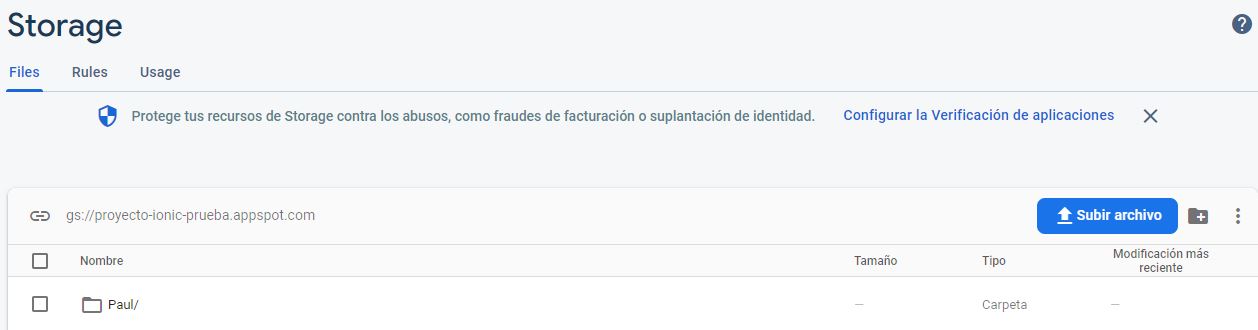 Storage
Files Rules Usage
Protege tus recursos de Storage contra los abusos, como fraudes de facturación o suplantación de identidad. Configurar la Verificación de aplicaciones
gs://proyecto-ionic-prueba.appspot.com Subir archivo
Nombre Tamaño Tipo Modificación más
reciente
Paul/ — Carpeta —